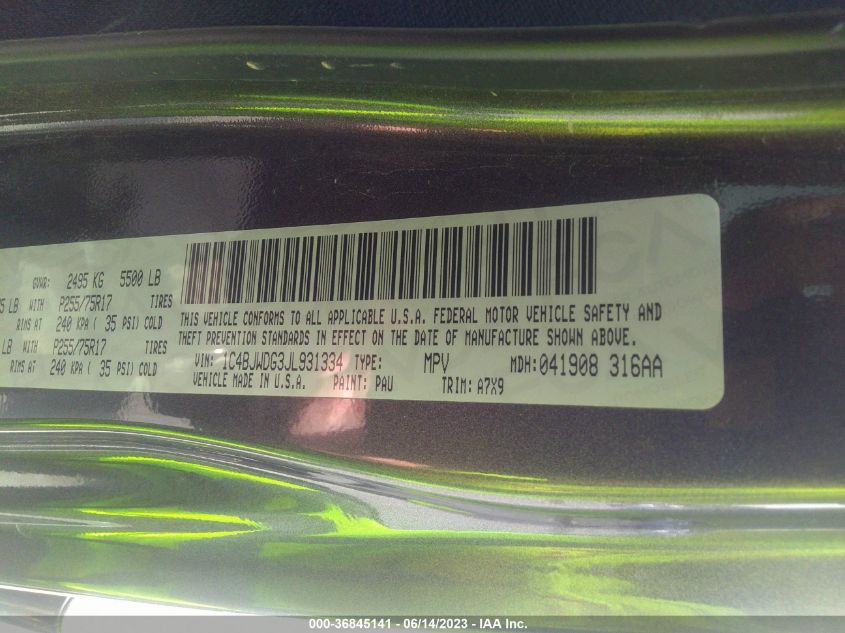 GVWR: 2495 KG 5500 LB
5 LB WITH P255/75R17 TIRES
RIMS AT 240 KPA ( 35 PSI) COLD
LB WITH P255/75R17 TIRES
RIMS AT 240 KPA ( 35 PSI) COLD
THIS VEHICLE CONFORMS TO ALL APPLICABLE U.S.A. FEDERAL MOTOR VEHICLE SAFETY AND
THEFT PREVENTION STANDARDS IN EFFECT ON THE DATE OF MANUFACTURE SHOWN ABOVE.
VIN: 1C4BJWDG3JL931334 TYPE: MPV MDH:041908 316AA
VEHICLE MADE IN U.S.A. PAINT: PAU TRIM: A7X9
000-36845141 - 06/14/2023 - IAA Inc.